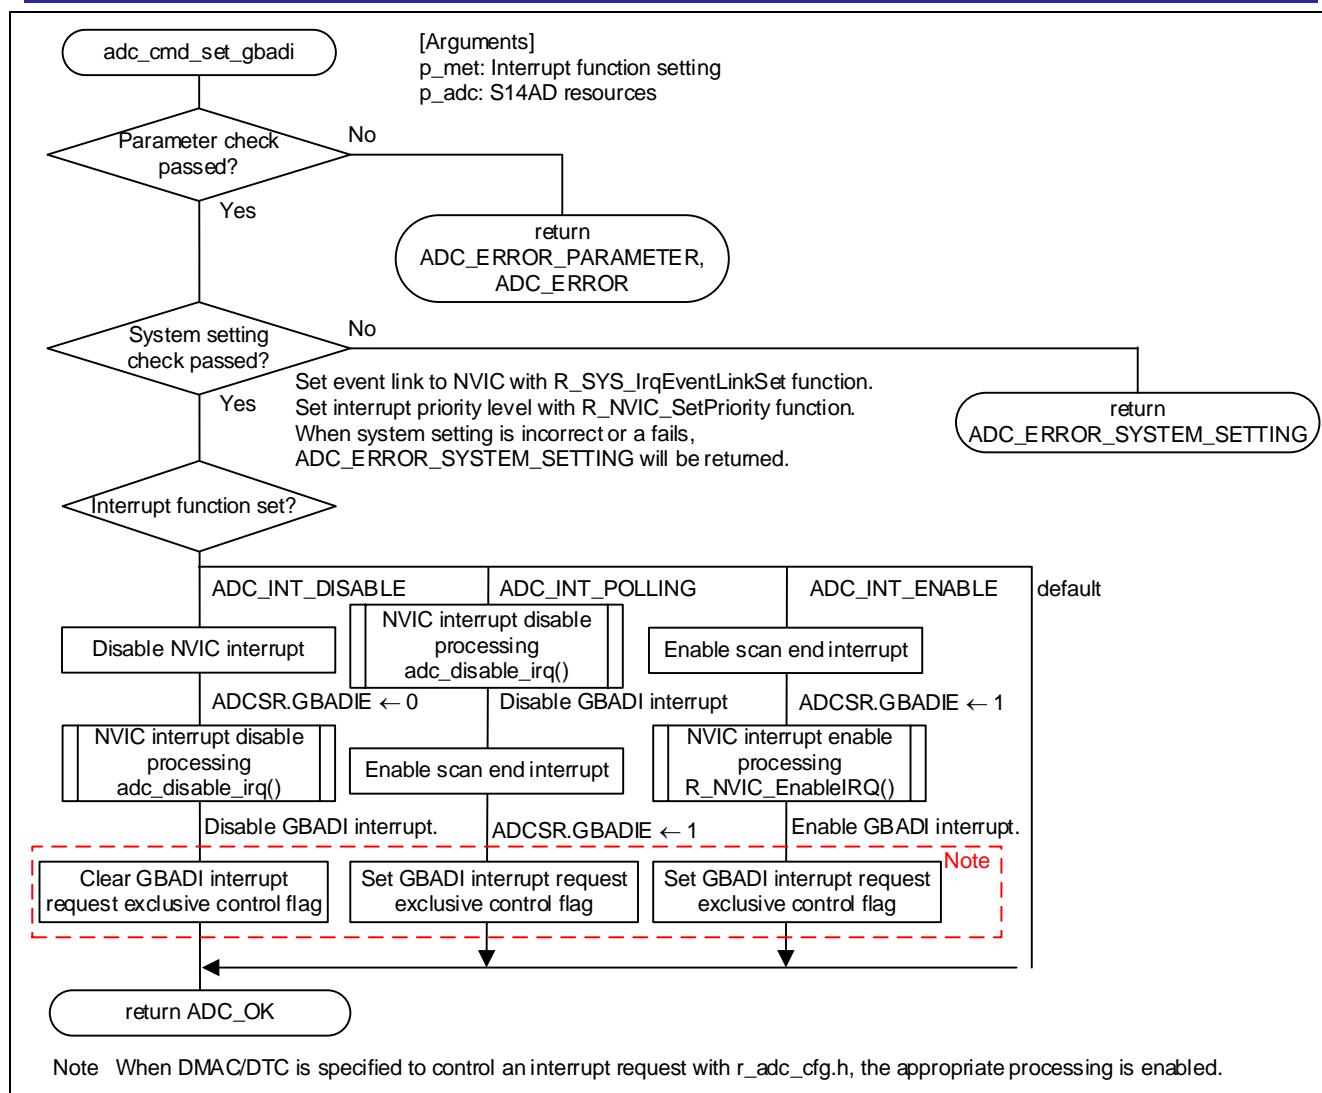 adc_cmd_set_gbadi
[Arguments]
p_met: Interrupt function setting
p_adc: S14AD resources
Parameter check
passed?
No
Yes
return
ADC_ERROR_PARAMETER,
ADC_ERROR
System setting
check passed?
No
Yes
Set event link to NVIC with R_SYS_IrqEventLinkSet function.
Set interrupt priority level with R_NVIC_SetPriority function.
When system setting is incorrect or a fails,
ADC_ERROR_SYSTEM_SETTING will be returned.
return
ADC_ERROR_SYSTEM_SETTING
Interrupt function set?
ADC_INT_DISABLE
ADC_INT_POLLING
ADC_INT_ENABLE
default
Disable NVIC interrupt
NVIC interrupt disable
processing
adc_disable_irq()
Enable scan end interrupt
ADCSR.GBADIE ← 0
Disable GBADI interrupt
ADCSR.GBADIE ← 1
NVIC interrupt disable
processing
adc_disable_irq()
Enable scan end interrupt
NVIC interrupt enable
processing
R_NVIC_EnableIRQ()
Disable GBADI interrupt.
ADCSR.GBADIE ← 1
Enable GBADI interrupt.
Note
Clear GBADI interrupt
request exclusive control flag
Set GBADI interrupt request
exclusive control flag
Set GBADI interrupt request
exclusive control flag
return ADC_OK
Note When DMAC/DTC is specified to control an interrupt request with r_adc_cfg.h, the appropriate processing is enabled.